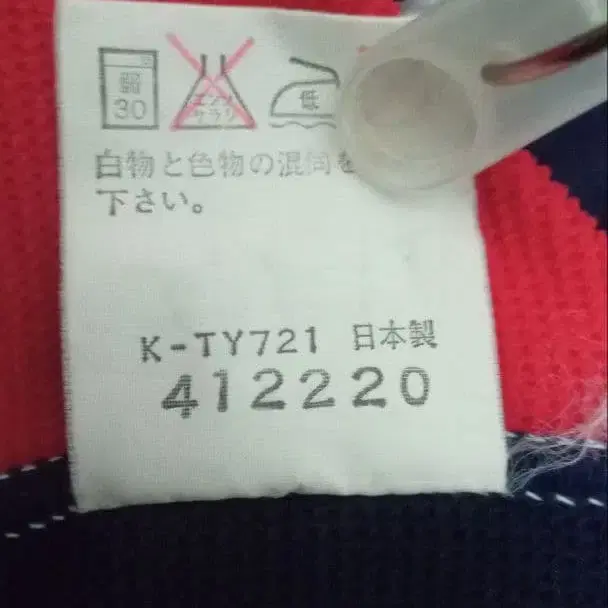 弱
30
エンソ
サラシ
低
白物と色物の混同を
下さい。
K-TY721 日本製
412220